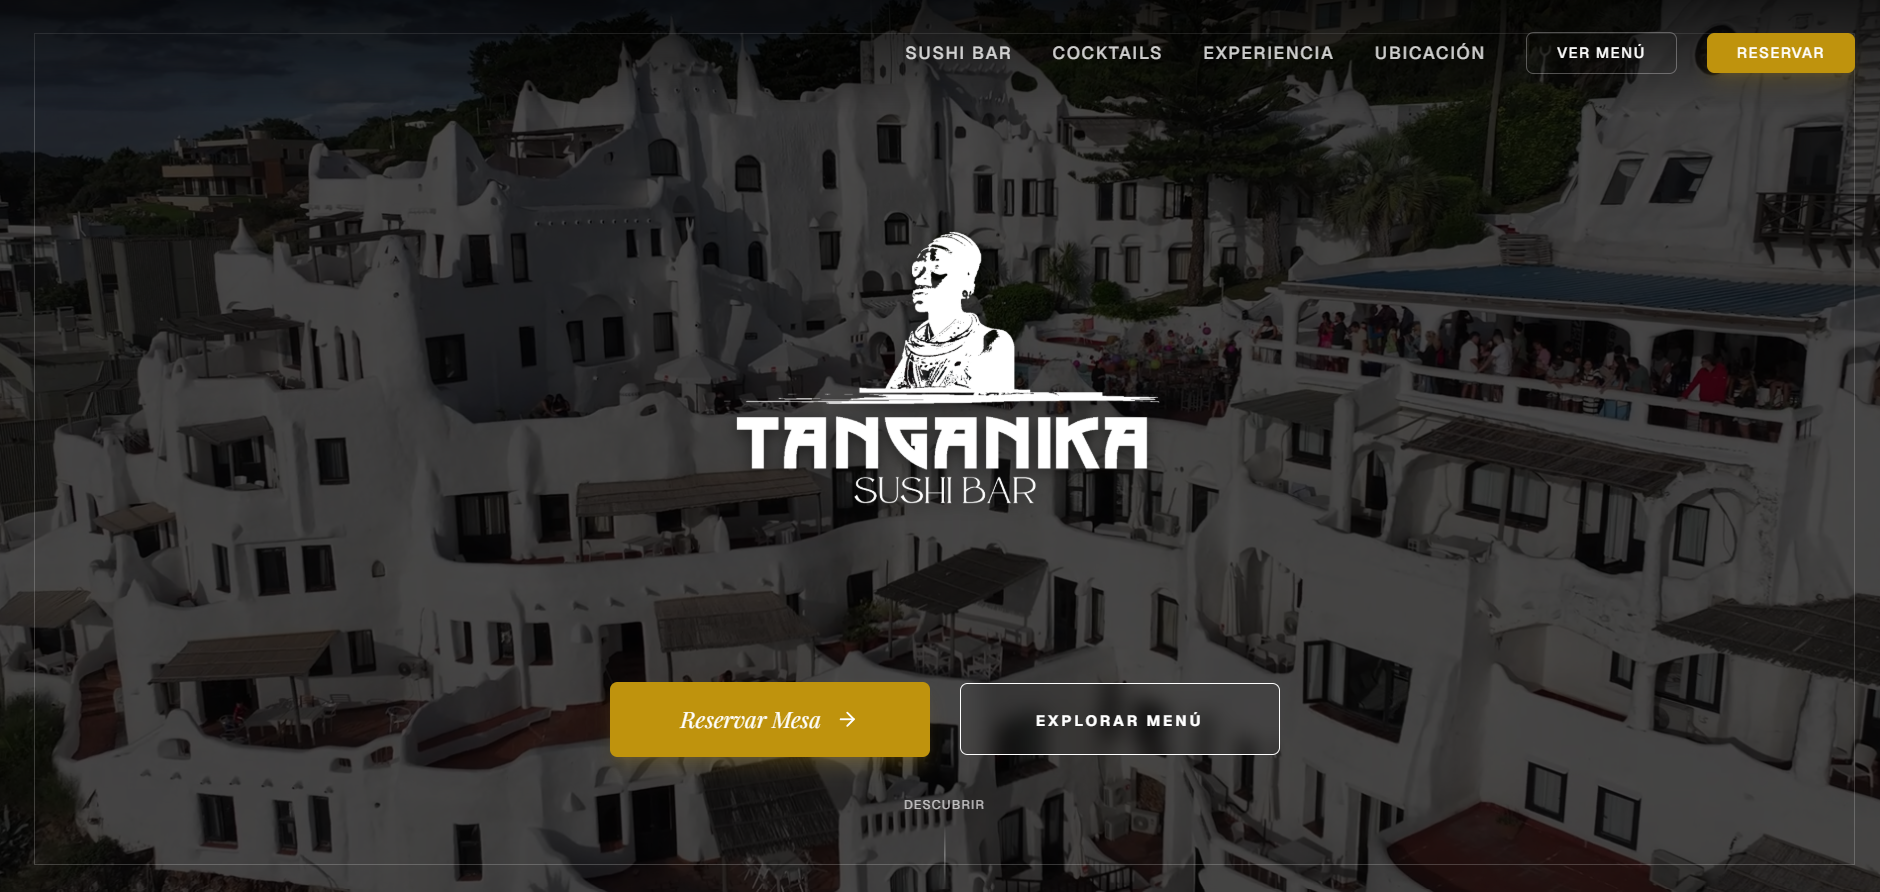 SUSHI BAR COCKTAILS EXPERIENCIA UBICACIÓN VER MENÚ RESERVAR
TANGANIKA
SUSHI BAR
Reservar Mesa →
EXPLORAR MENÚ
DESCUBRIR